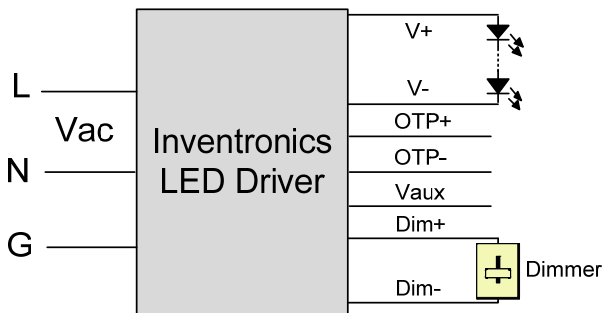 L
Vac
N
G
Inventronics
LED Driver
V+
V-
OTP+
OTP-
Vaux
Dim+
Dim-
Dimmer